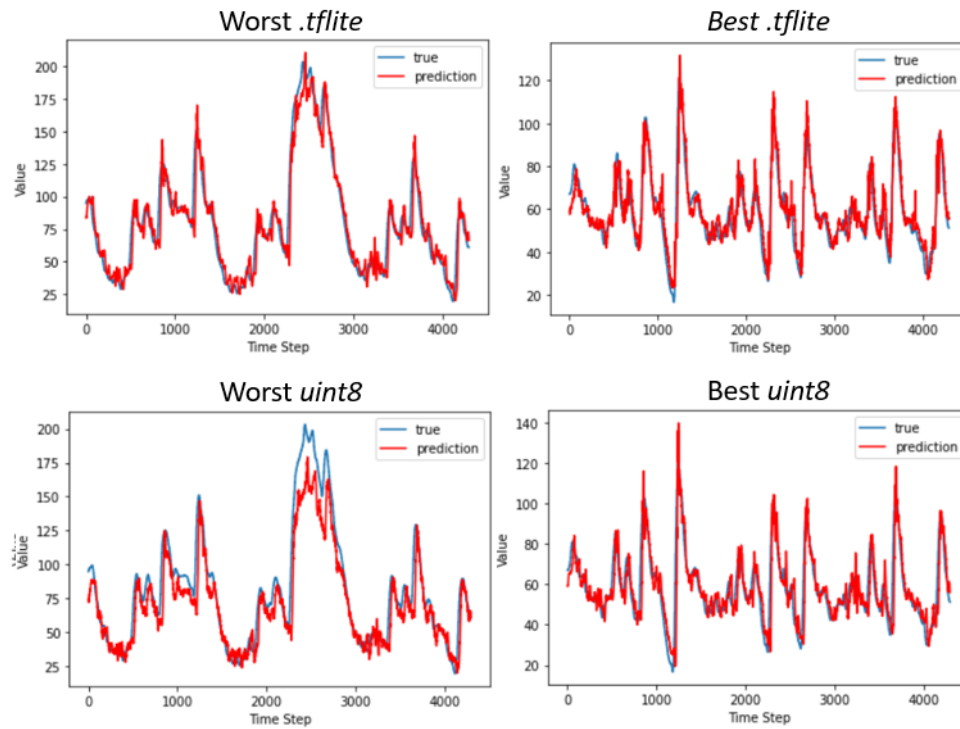 Worst .tflite
Best .tflite
200
175
150
125
100
75
50
25
Value
true
prediction
0
1000
2000
3000
4000
Time Step
120
100
80
60
40
20
Value
true
prediction
0
1000
2000
3000
4000
Time Step
Worst uint8
Best uint8
200
175
150
125
100
75
50
25
Value
true
prediction
0
1000
2000
3000
4000
Time Step
140
120
100
80
60
40
20
Value
true
prediction
0
1000
2000
3000
4000
Time Step